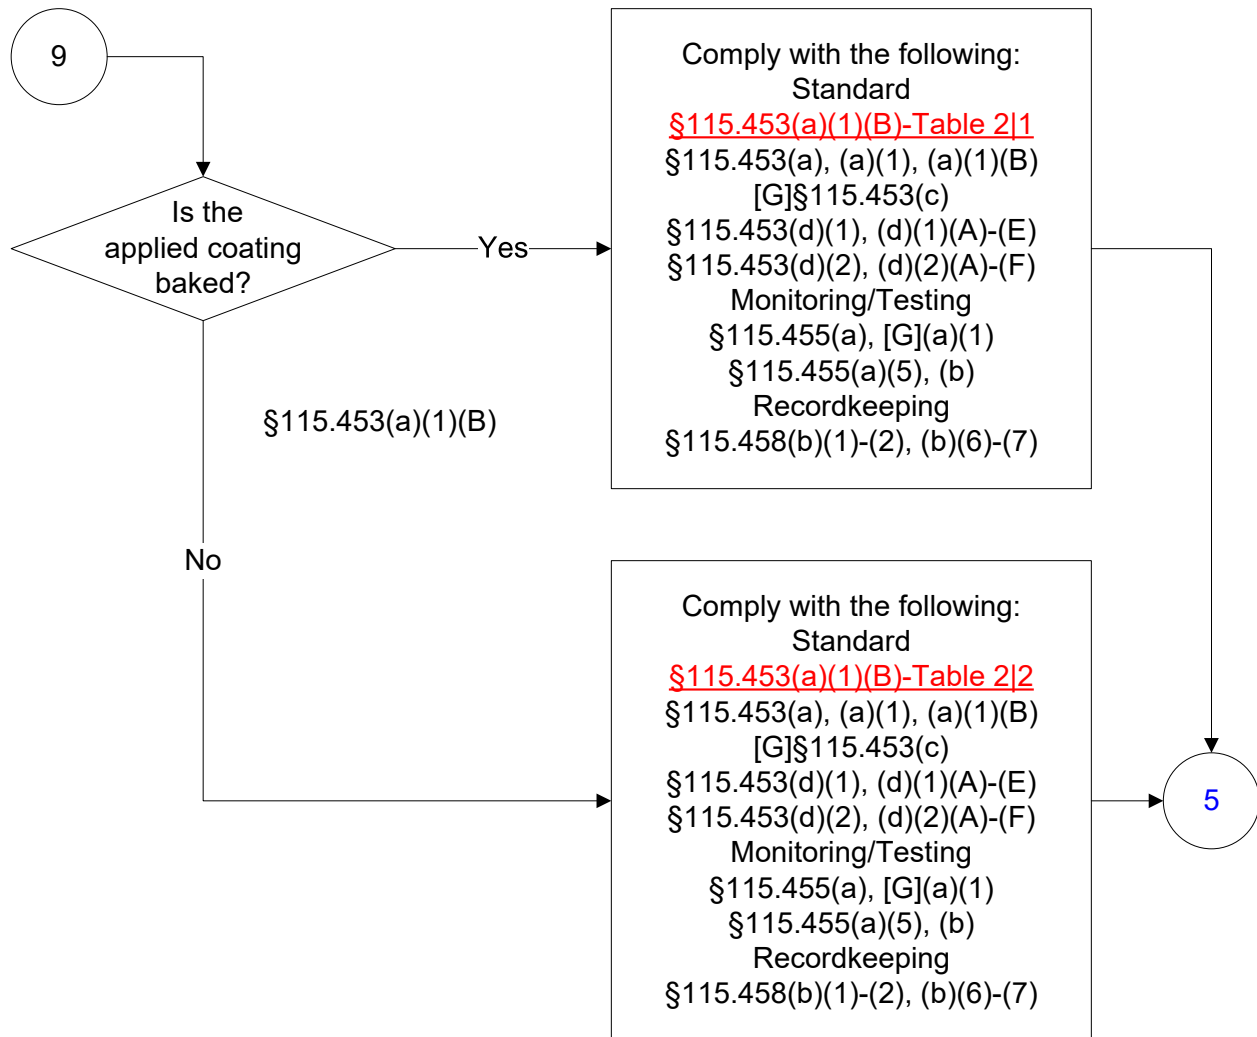 9
Is the
applied coating
baked?
Yes
Comply with the following:
Standard
§115.453(a)(1)(B)-Table 2|1
§115.453(a), (a)(1), (a)(1)(B)
[G]§115.453(c)
§115.453(d)(1), (d)(1)(A)-(E)
§115.453(d)(2), (d)(2)(A)-(F)
Monitoring/Testing
§115.455(a), [G](a)(1)
§115.455(a)(5), (b)
Recordkeeping
§115.458(b)(1)-(2), (b)(6)-(7)
§115.453(a)(1)(B)
No
Comply with the following:
Standard
§115.453(a)(1)(B)-Table 2|2
§115.453(a), (a)(1), (a)(1)(B)
[G]§115.453(c)
§115.453(d)(1), (d)(1)(A)-(E)
§115.453(d)(2), (d)(2)(A)-(F)
Monitoring/Testing
§115.455(a), [G](a)(1)
§115.455(a)(5), (b)
Recordkeeping
§115.458(b)(1)-(2), (b)(6)-(7)
5